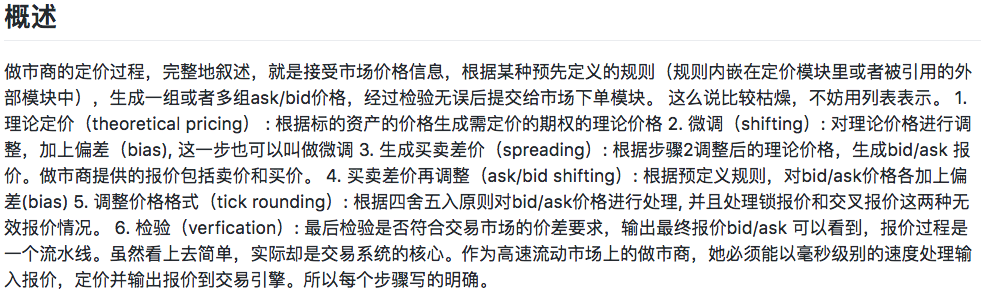 概述
做市商的定价过程，完整地叙述，就是接受市场价格信息，根据某种预先定义的规则（规则内嵌在定价模块里或者被引用的外
部模块中）, 生成一组或者多组ask/bid价格，经过检验无误后提交给市场下单模块。 这么说比较枯燥，不妨用列表表示。 1.
理论定价（theoretical pricing）：根据标的资产的价格生成需定价的期权的理论价格 2. 微调（shifting）: 对理论价格进行调
整，加上偏差（bias), 这一步也可以叫做微调 3. 生成买卖差价（spreading）: 根据步骤2调整后的理论价格，生成bid/ask 报
价。做市商提供的报价包括卖价和买价。 4. 买卖差价再调整（ask/bid shifting）: 根据预定义规则，对bid/ask价格各加上偏
差(bias) 5. 调整价格格式（tick rounding）: 根据四舍五入原则对bid/ask价格进行处理, 并且处理锁报价和交叉报价这两种无
效报价情况。 6. 检验（verfication）: 最后检验是否符合交易市场的价差要求，输出最终报价bid/ask 可以看到，报价过程是
一个流水线。虽然看上去简单，实际却是交易系统的核心。作为高速流动市场上的做市商，她必须能以毫秒级别的速度处理输
入报价，定价并输出报价到交易引擎。所以每个步骤写的明确。